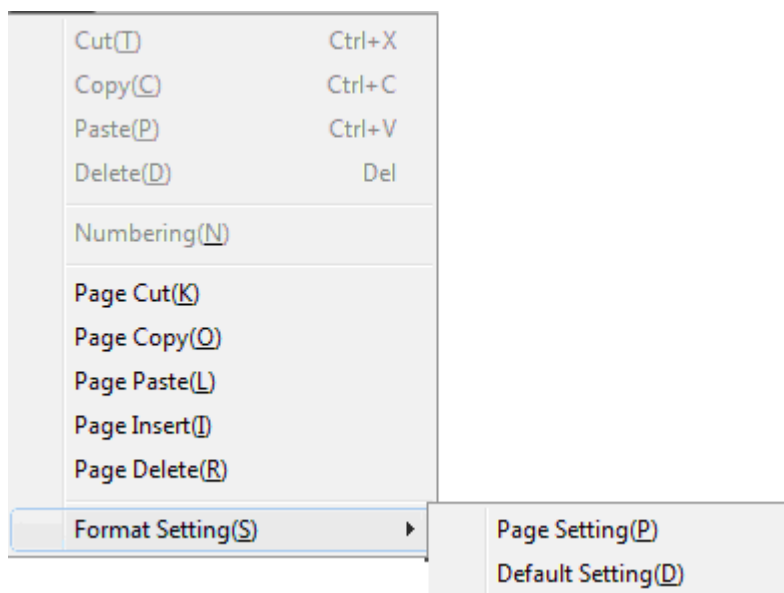 Cut(T) Ctrl+X
Copy(C) Ctrl+C
Paste(P) Ctrl+V
Delete(D) Del
Numbering(N)
Page Cut(K)
Page Copy(O)
Page Paste(L)
Page Insert(I)
Page Delete(R)
Format Setting(S)
Page Setting(P)
Default Setting(D)